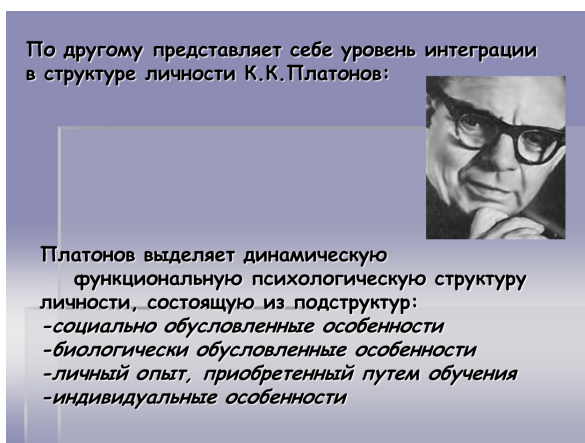 По другому представляет себе уровень интеграции
в структуре личности К.К.Платонов:
Платонов выделяет динамическую
функциональную психологическую структуру
личности, состоящую из подструктур:
-социально обусловленные особенности
-биологически обусловленные особенности
-личный опыт, приобретенный путем обучения
-индивидуальные особенности